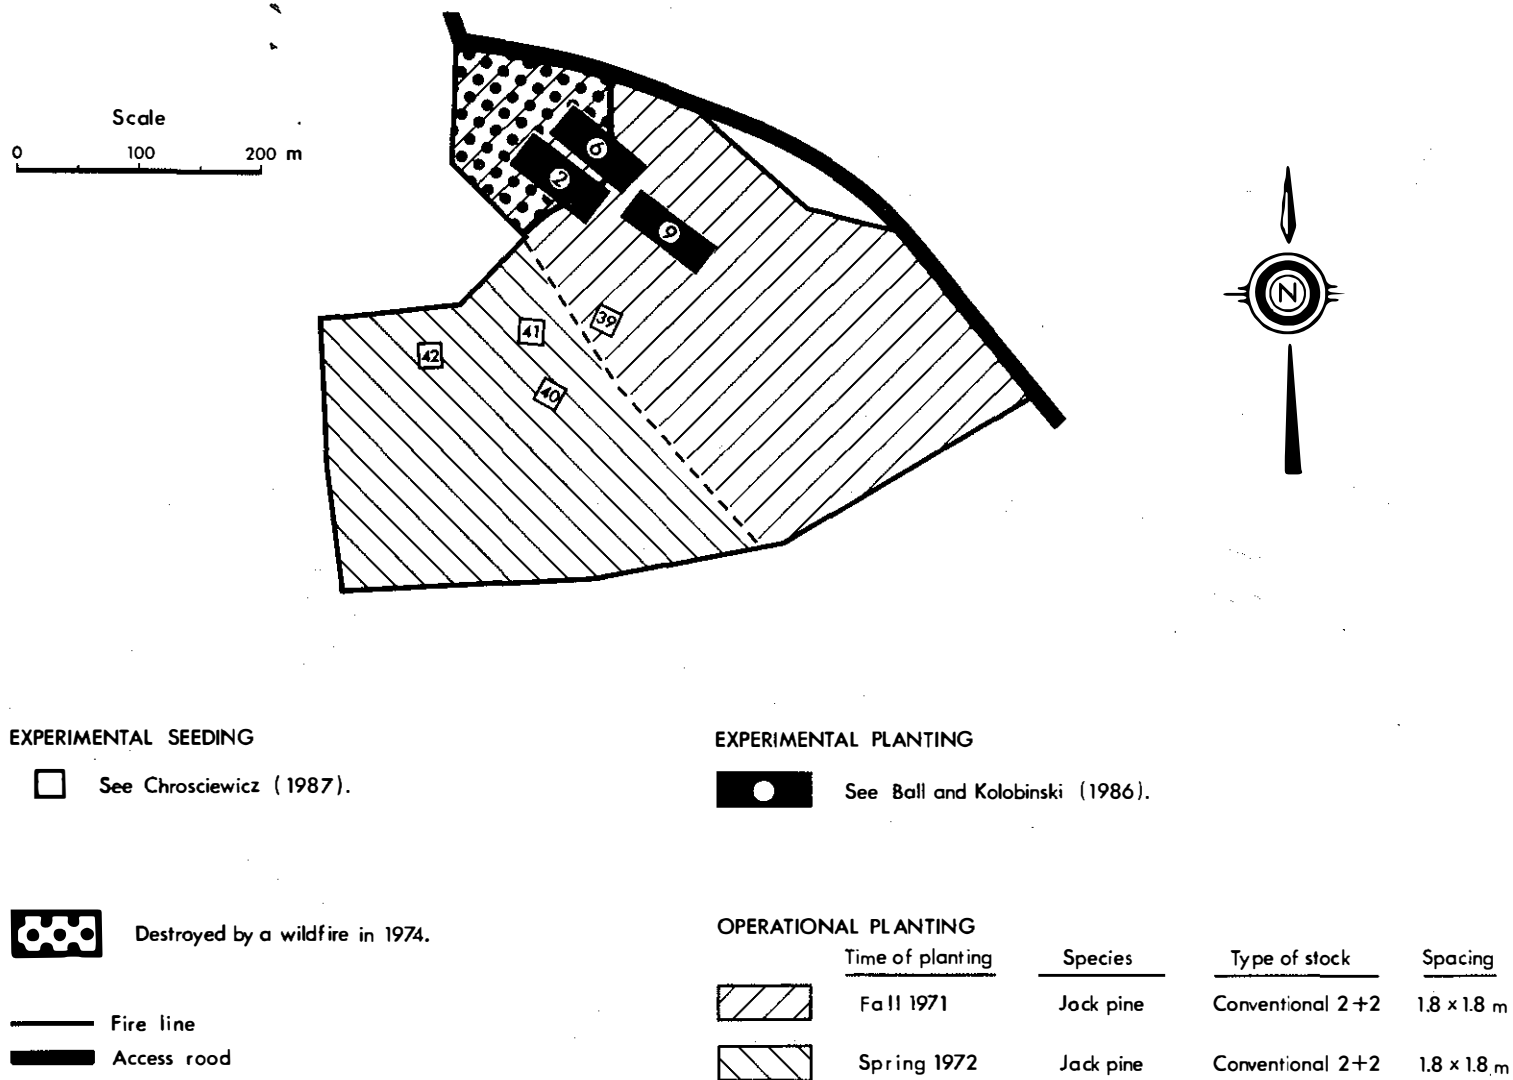 Scale
0 100 200 m
6
2
9
39
41
42
40
N
EXPERIMENTAL SEEDING
See Chrosciewicz (1987).
EXPERIMENTAL PLANTING
See Ball and Kolobinski (1986).
Destroyed by a wildfire in 1974.
Fire line
Access road
OPERATIONAL PLANTING
Time of planting Species Type of stock Spacing
Fall 1971 Jack pine Conventional 2+2 1.8 × 1.8 m
Spring 1972 Jack pine Conventional 2+2 1.8 × 1.8 m